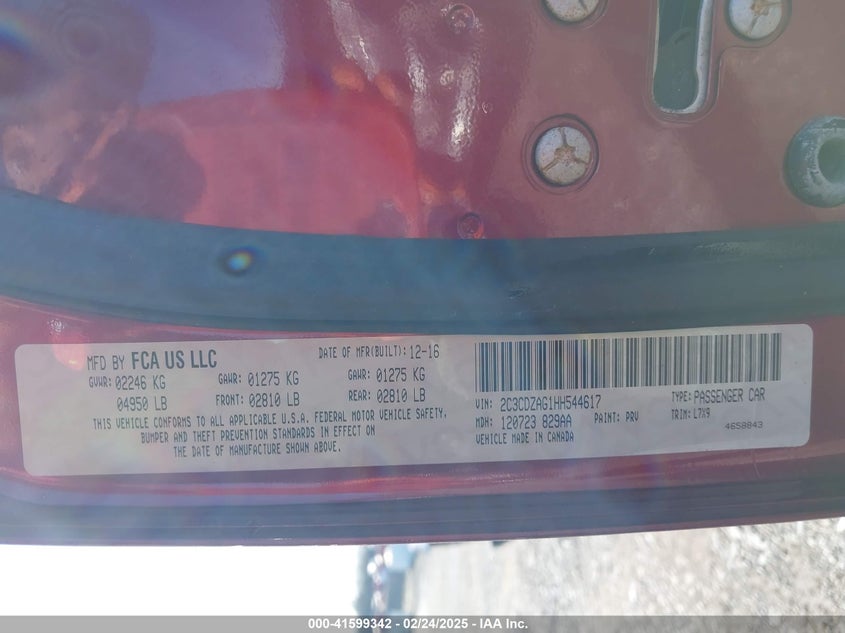 MFD BY FCA US LLC
DATE OF MFR(BUILT): 12-16
GVWR: 02246 KG GAWR: 01275 KG GAWR: 01275 KG
04950 LB FRONT: 02810 LB REAR: 02810 LB
THIS VEHICLE CONFORMS TO ALL APPLICABLE U.S.A. FEDERAL MOTOR VEHICLE SAFETY,
BUMPER AND THEFT PREVENTION STANDARDS IN EFFECT ON
THE DATE OF MANUFACTURE SHOWN ABOVE.
VIN: 2C3CDZAG1HH544617 TYPE: PASSENGER CAR
MDH: 120723 829AA PAINT: PRV TRIM: L7X9
VEHICLE MADE IN CANADA 4658843
000-41599342 - 02/24/2025 - IAA Inc.